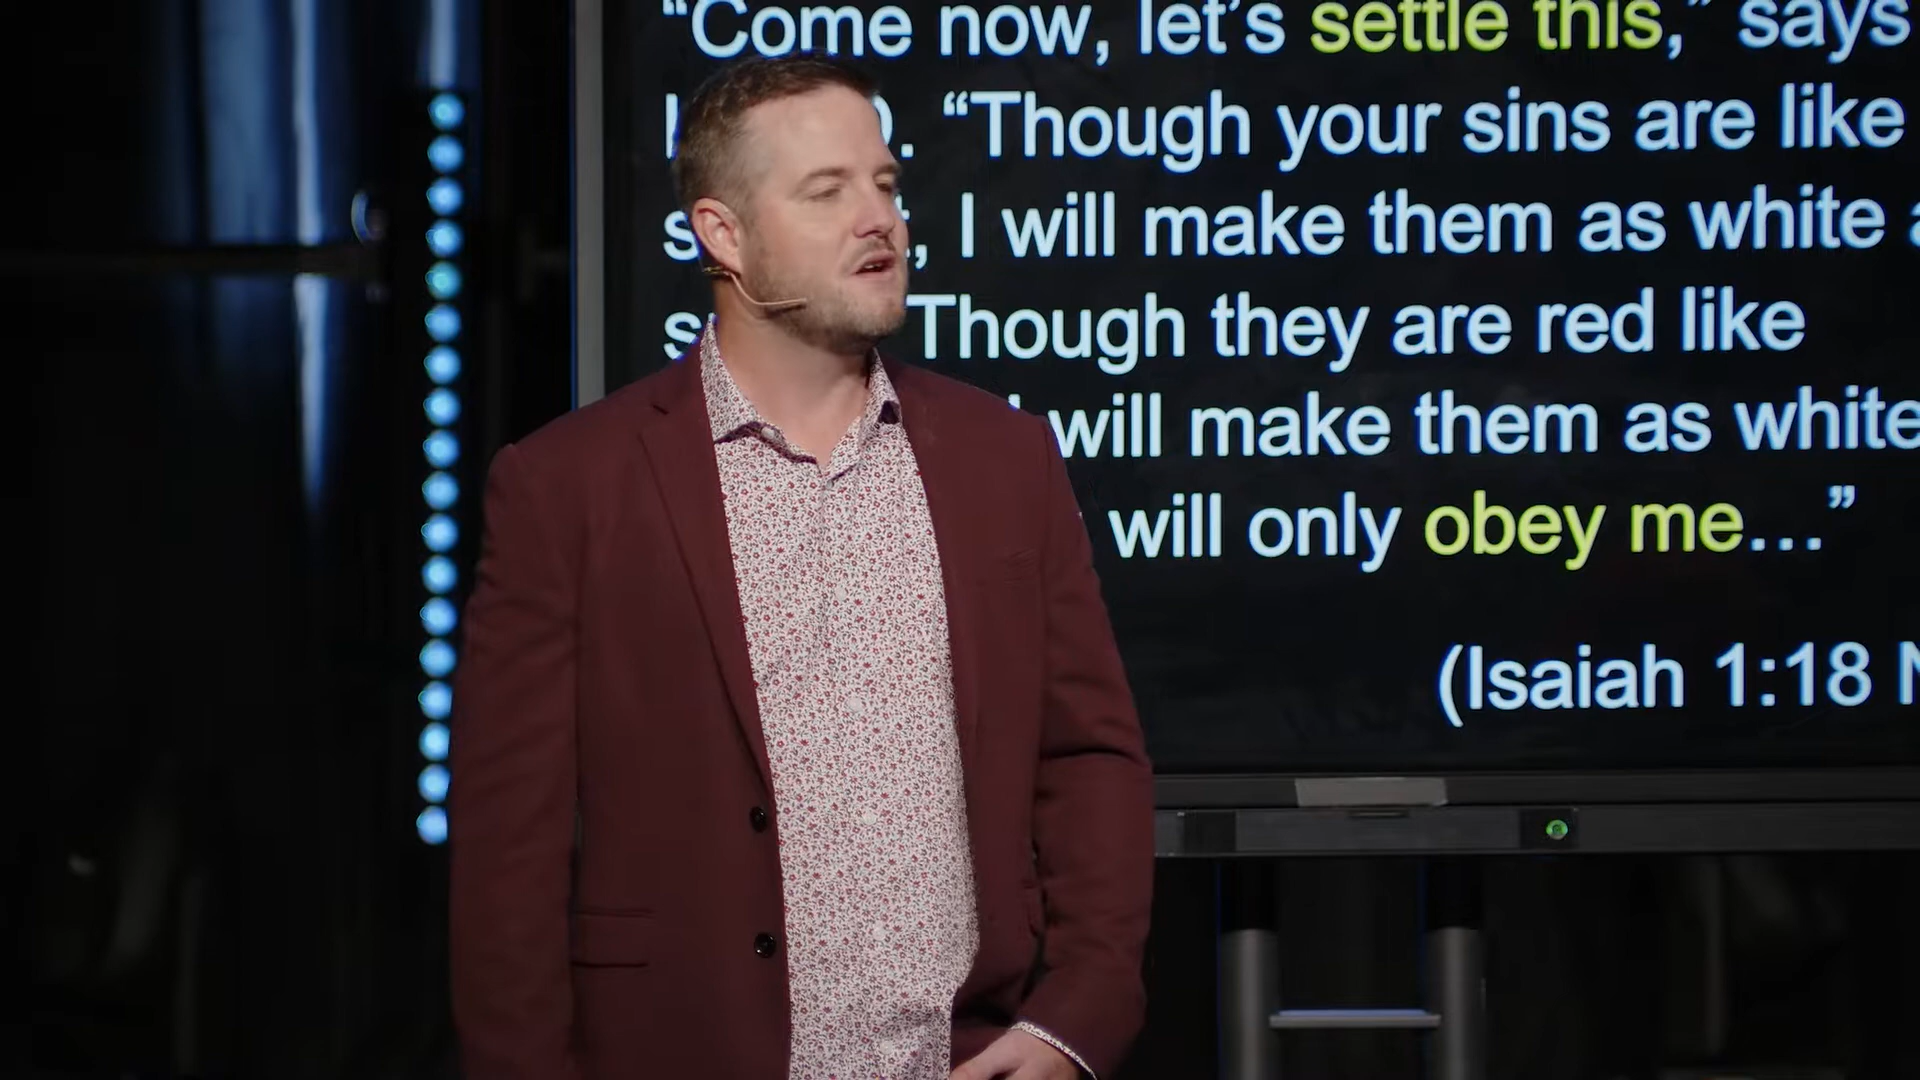 “Come now, let’s settle this,” says
. “Though your sins are like
, I will make them as white
Though they are red like
I will make them as white
will only obey me…”
(Isaiah 1:18